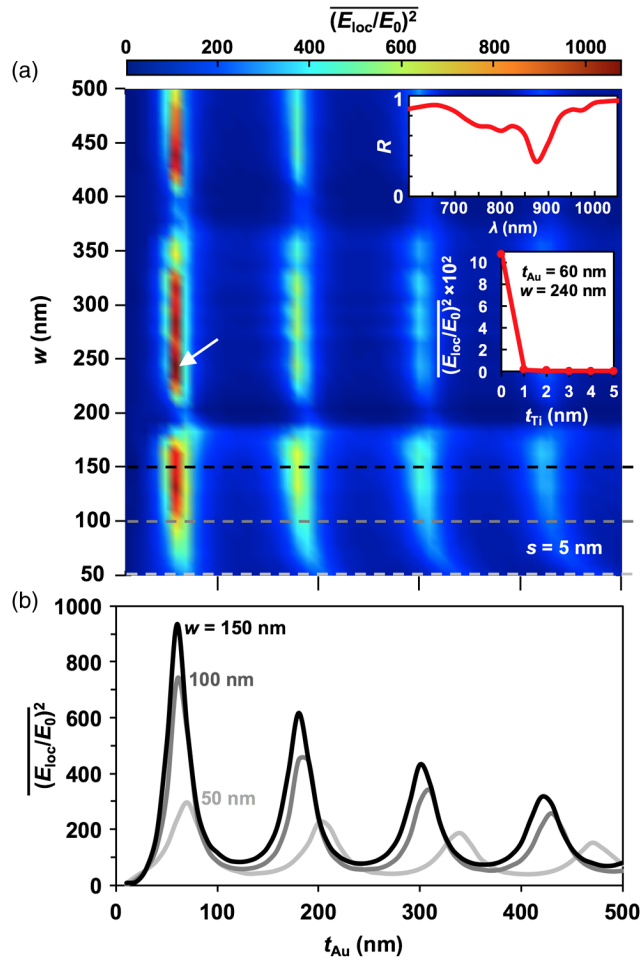 (E_loc/E_0)^2
0 200 400 600 800 1000
(a)
500
450
400
350
300
250
200
150
100
50
w (nm)
1
R
0
700 800 900 1000
λ (nm)
10
8
6
4
2
0
(E_loc/E_0)^2×10^2
t_Au = 60 nm
w = 240 nm
0 1 2 3 4 5
t_Ti (nm)
s = 5 nm
(b)
1000
800
600
400
200
0
(E_loc/E_0)^2
w = 150 nm
100 nm
50 nm
0 100 200 300 400 500
t_Au (nm)